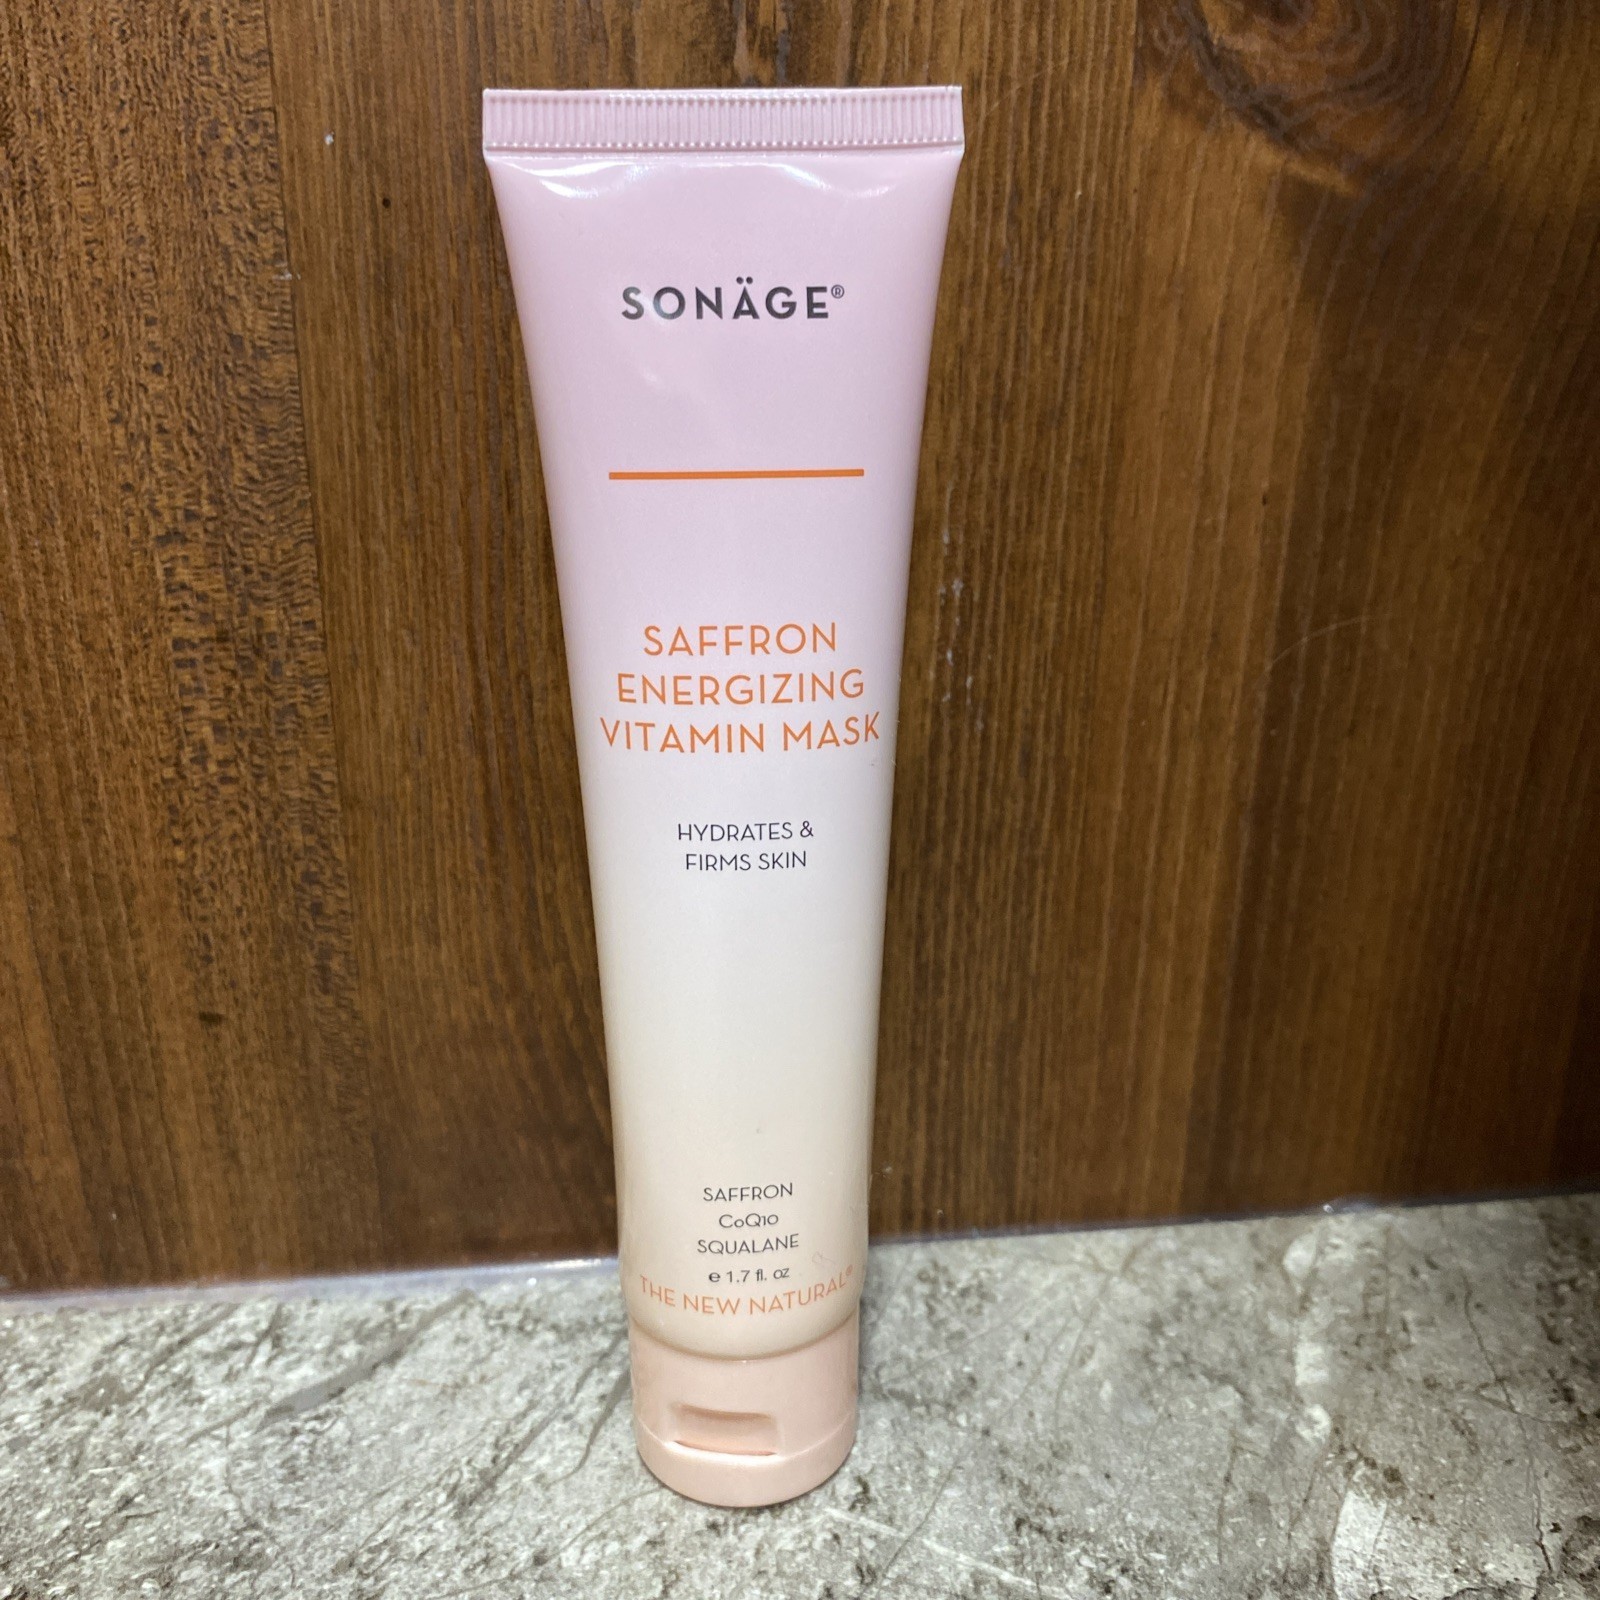 SONÄGE®
SAFFRON
ENERGIZING
VITAMIN MASK
HYDRATES &
FIRMS SKIN
SAFFRON
CoQ10
SQUALANE
℮ 1.7 fl. oz
THE NEW NATURAL®